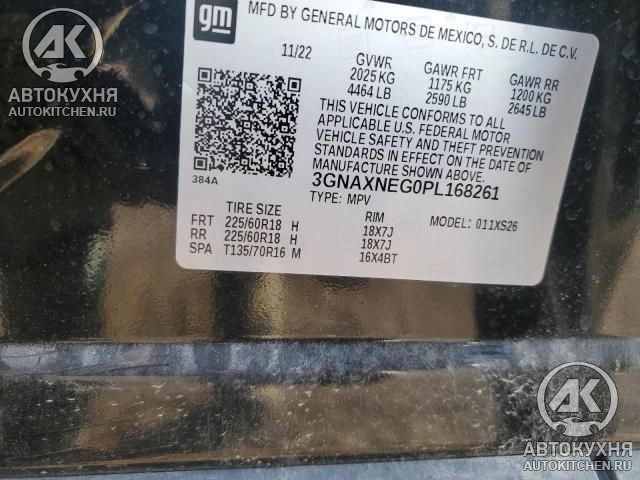 gm
MFD BY GENERAL MOTORS DE MEXICO, S. DE R.L. DE C.V.
11/22
GVWR GAWR FRT GAWR RR
2025 KG 1175 KG 1200 KG
4464 LB 2590 LB 2645 LB
THIS VEHICLE CONFORMS TO ALL
APPLICABLE U.S. FEDERAL MOTOR
VEHICLE SAFETY AND THEFT PREVENTION
STANDARDS IN EFFECT ON THE DATE OF
MANUFACTURE SHOWN ABOVE.
384A
3GNAXNEG0PL168261
TYPE: MPV
TIRE SIZE RIM MODEL: 011XS26
FRT 225/60R18 H 18X7J
RR 225/60R18 H 18X7J
SPA T135/70R16 M 16X4BT
АК
АВТОКУХНЯ
AUTOKITCHEN.RU
АК
АВТОКУХНЯ
AUTOKITCHEN.RU